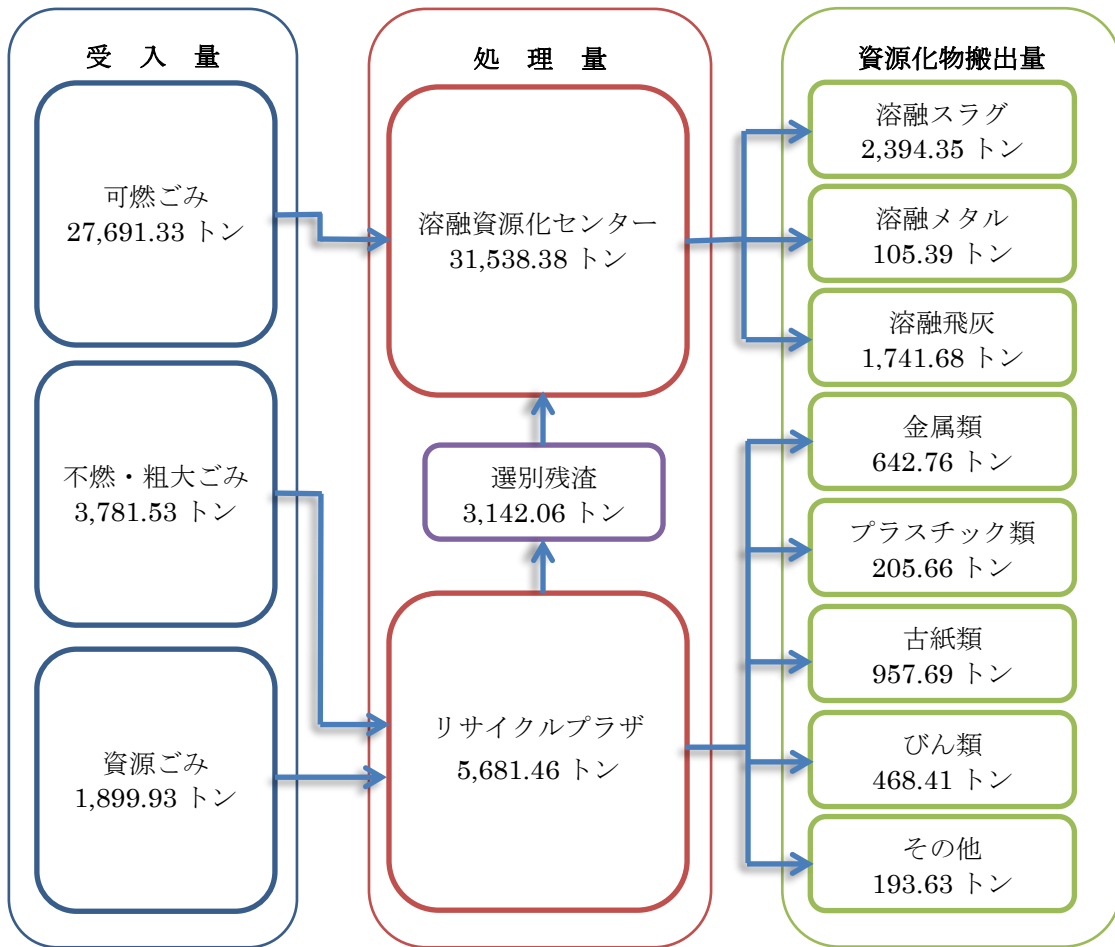 受　入　量
可燃ごみ
27,691.33 トン
不燃・粗大ごみ
3,781.53 トン
資源ごみ
1,899.93 トン
処　理　量
溶融資源化センター
31,538.38 トン
選別残渣
3,142.06 トン
リサイクルプラザ
5,681.46 トン
資源化物搬出量
溶融スラグ
2,394.35 トン
溶融メタル
105.39 トン
溶融飛灰
1,741.68 トン
金属類
642.76 トン
プラスチック類
205.66 トン
古紙類
957.69 トン
びん類
468.41 トン
その他
193.63 トン